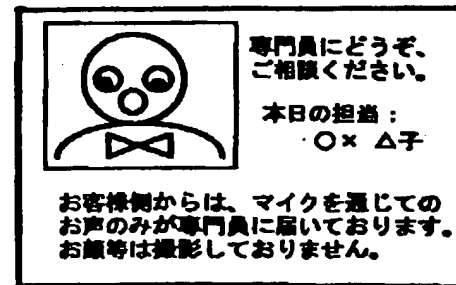 専門員にどうぞ、
ご相談ください。
本日の担当：
○× △子
お客様側からは、マイクを通じての
お声のみが専門員に届いております。
お顔等は撮影しておりません。